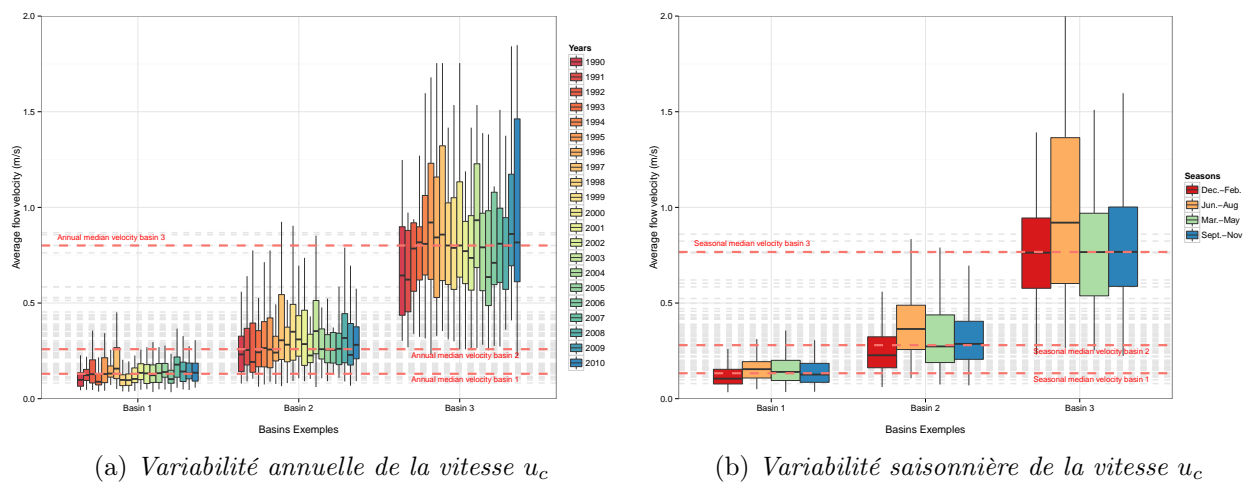 2.0
1.5
1.0
0.5
0.0
Average flow velocity (m/s)
Annual median velocity basin 3
Annual median velocity basin 2
Annual median velocity basin 1
Basin 1
Basin 2
Basin 3
Basins Exemples
Years
1990
1991
1992
1993
1994
1995
1996
1997
1998
1999
2000
2001
2002
2003
2004
2005
2006
2007
2008
2009
2010
(a) Variabilité annuelle de la vitesse u_c
2.0
1.5
1.0
0.5
0.0
Average flow velocity (m/s)
Seasonal median velocity basin 3
Seasonal median velocity basin 2
Seasonal median velocity basin 1
Basin 1
Basin 2
Basin 3
Basins Exemples
Seasons
Dec.−Feb.
Jun.−Aug
Mar.−May
Sept.−Nov
(b) Variabilité saisonnière de la vitesse u_c